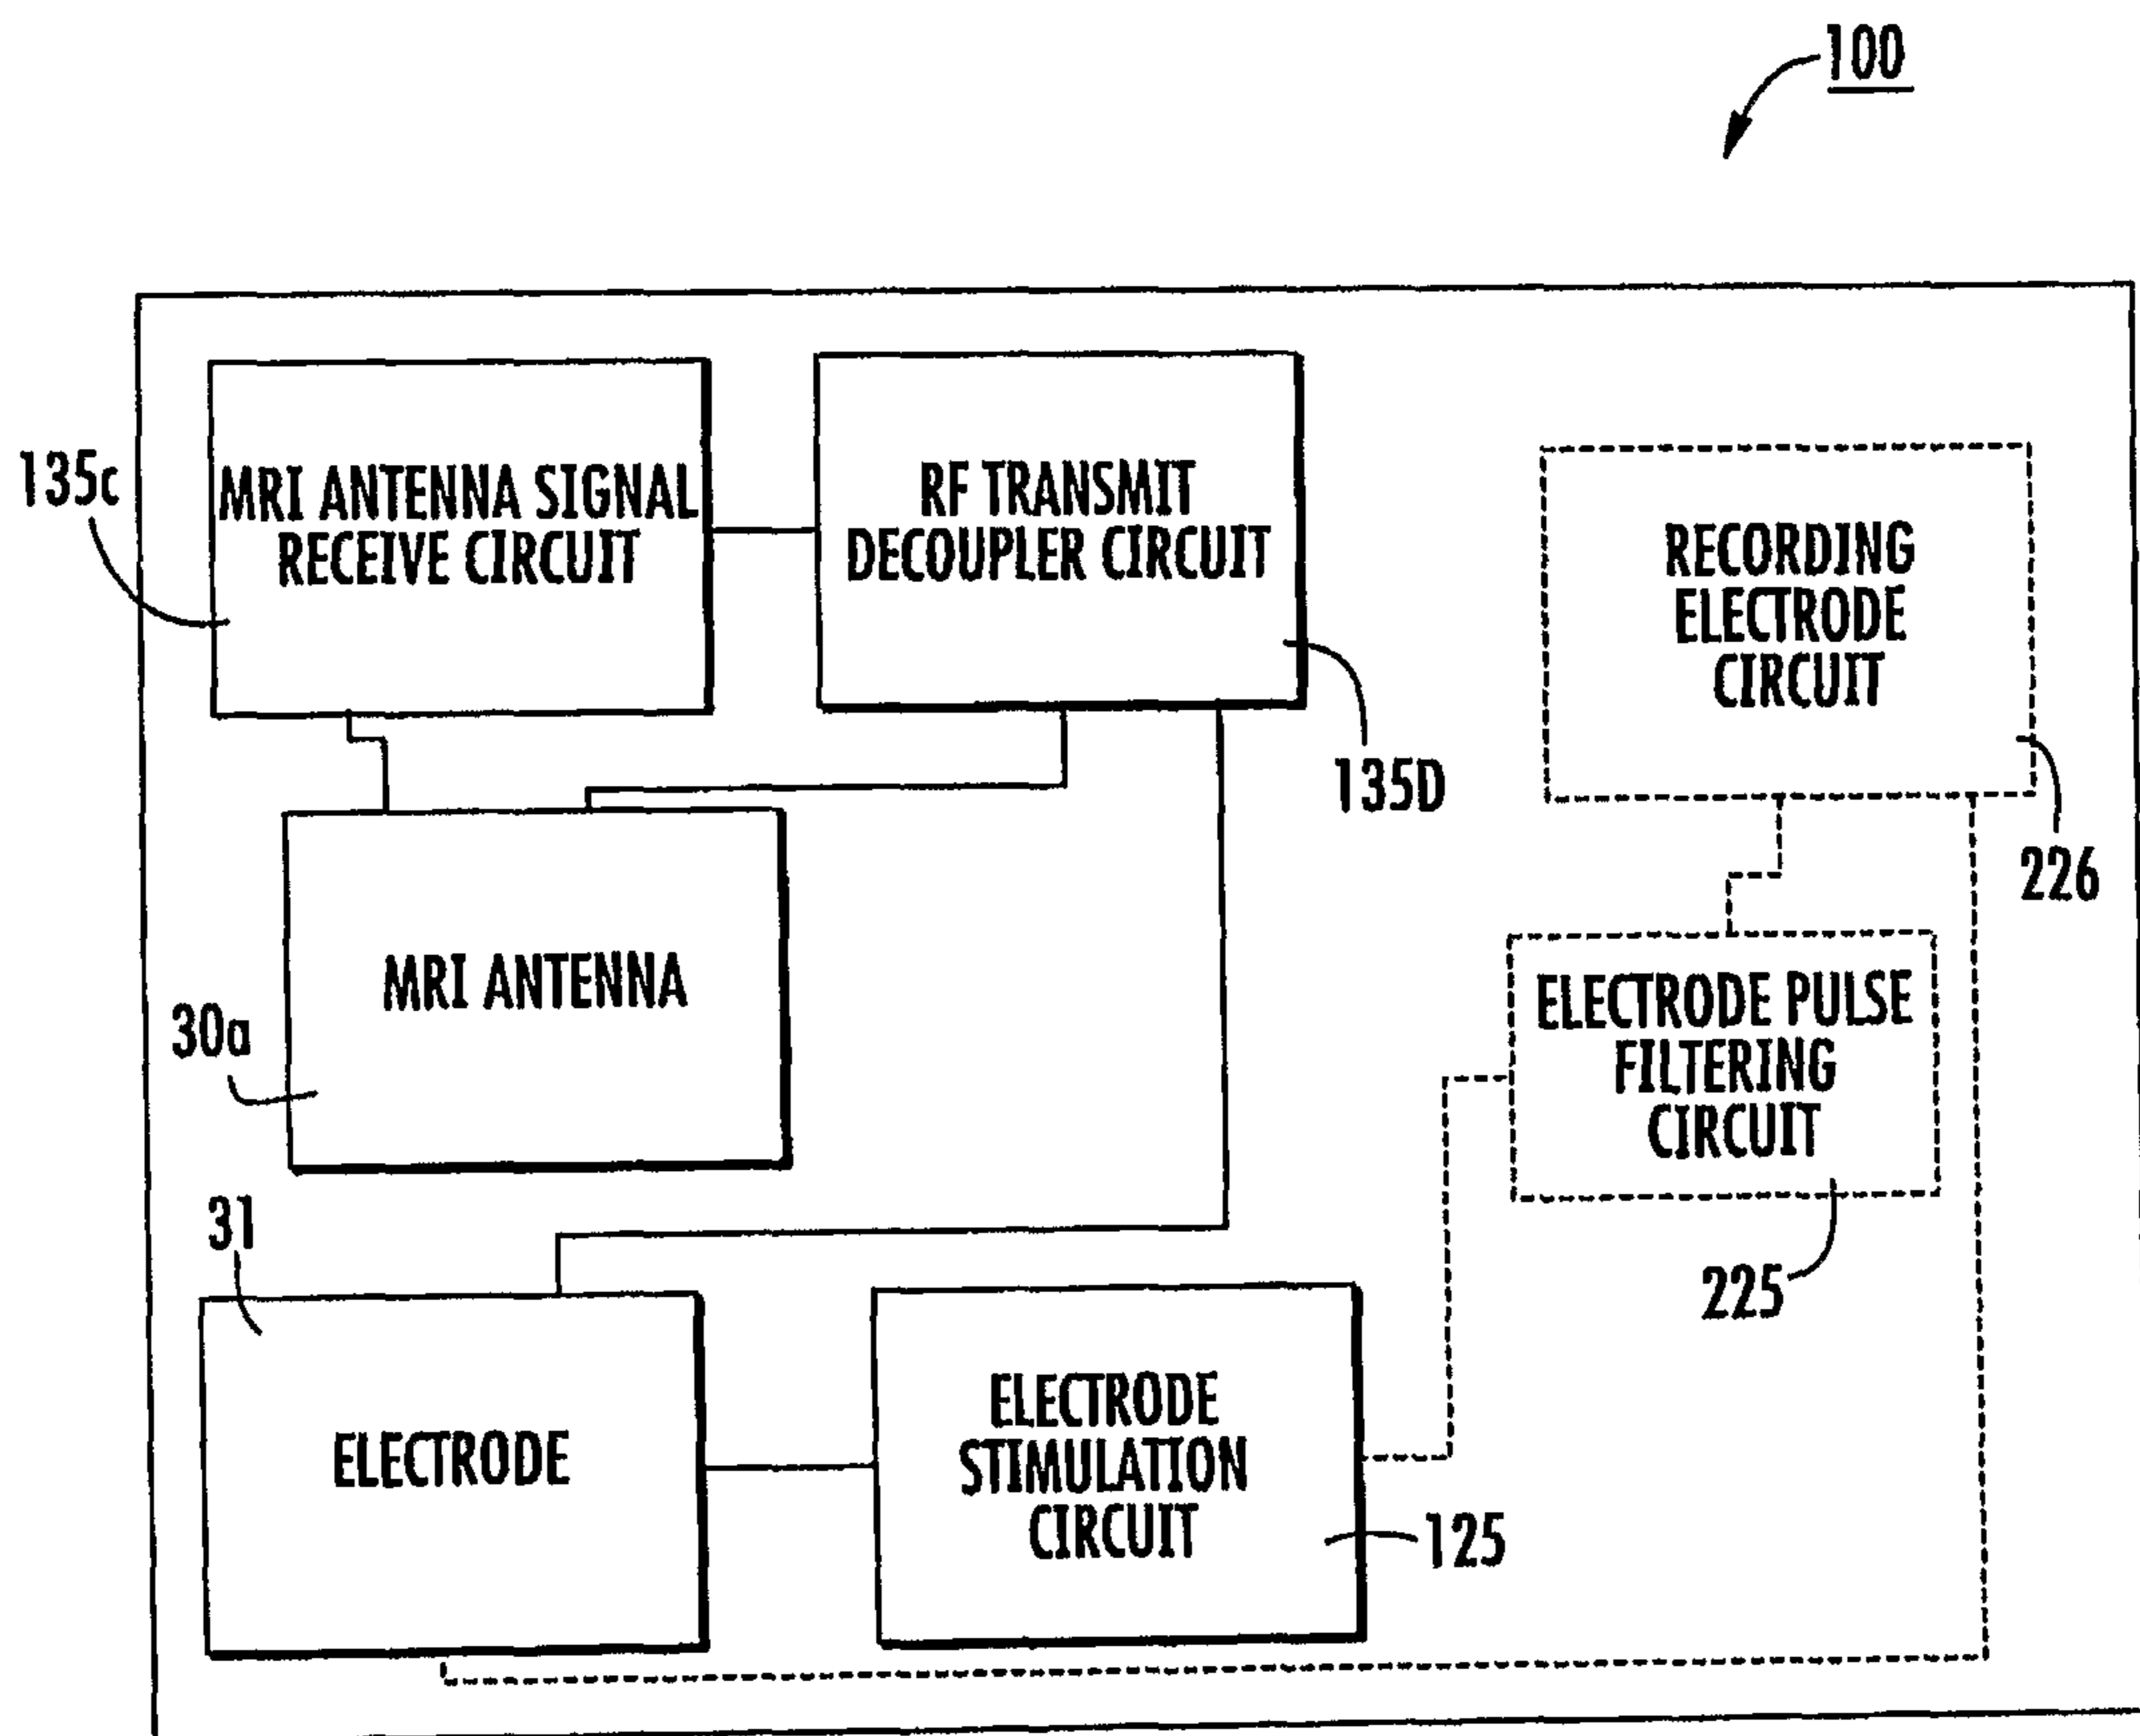 100
135c
MRI ANTENNA SIGNAL
RECEIVE CIRCUIT
RF TRANSMIT
DECOUPLER CIRCUIT
135D
RECORDING
ELECTRODE
CIRCUIT
226
MRI ANTENNA
30a
ELECTRODE PULSE
FILTERING
CIRCUIT
225
31
ELECTRODE
ELECTRODE
STIMULATION
CIRCUIT
125